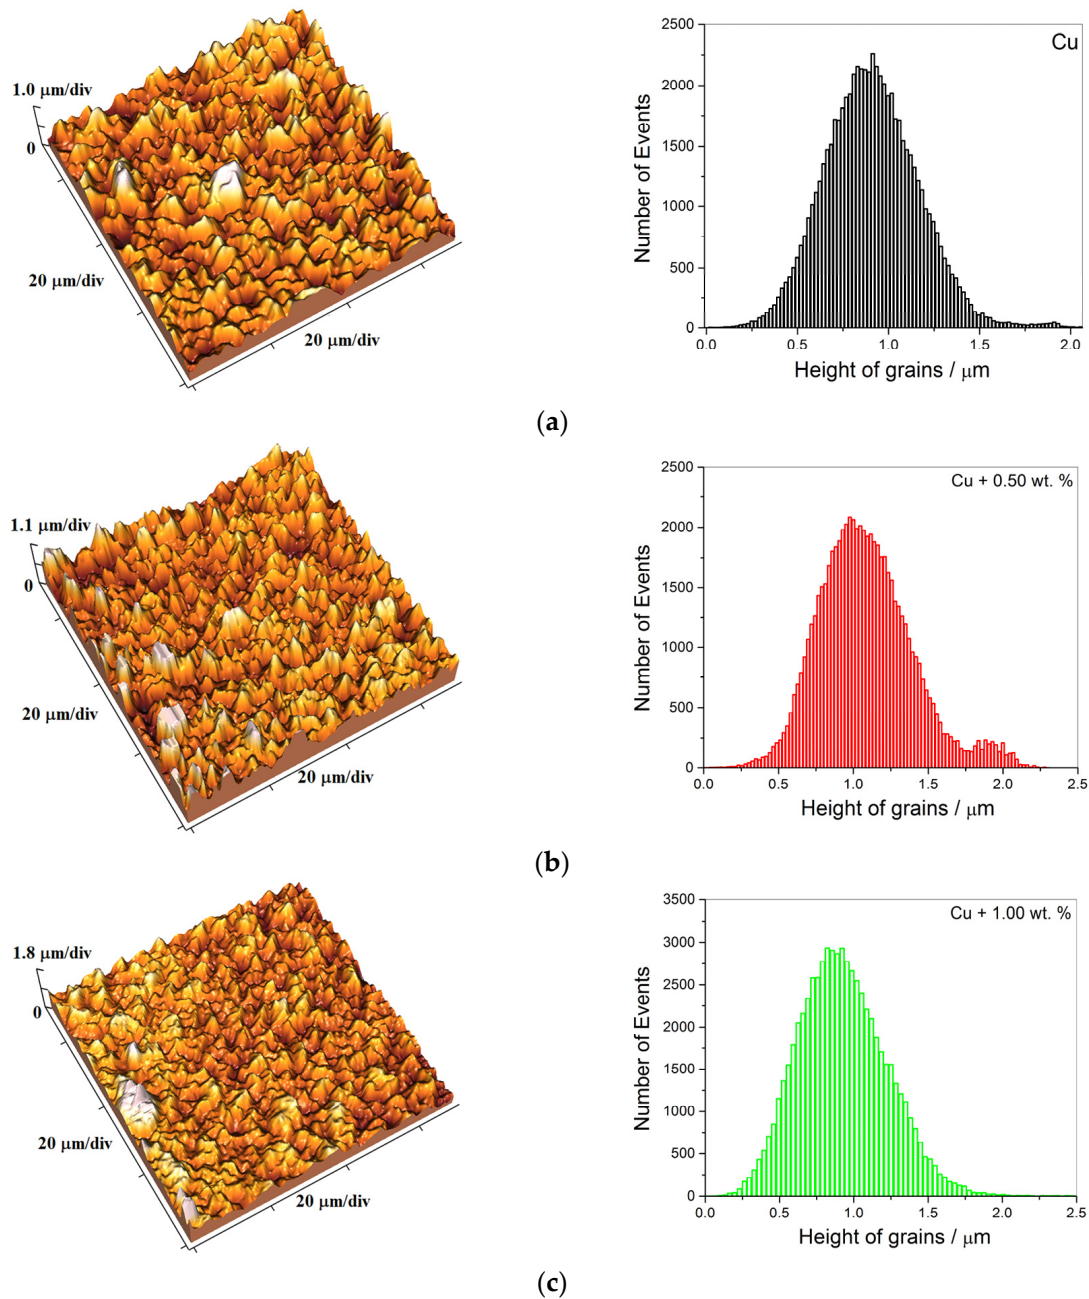 1.0 μm/div
0
20 μm/div
20 μm/div
2500
2000
1500
1000
500
0
Number of Events
Cu
0.0 0.5 1.0 1.5 2.0
Height of grains / μm
(a)
1.1 μm/div
0
20 μm/div
20 μm/div
2500
2000
1500
1000
500
0
Number of Events
Cu + 0.50 wt. %
0.0 0.5 1.0 1.5 2.0 2.5
Height of grains / μm
(b)
1.8 μm/div
0
20 μm/div
20 μm/div
3500
3000
2500
2000
1500
1000
500
0
Number of Events
Cu + 1.00 wt. %
0.0 0.5 1.0 1.5 2.0 2.5
Height of grains / μm
(c)